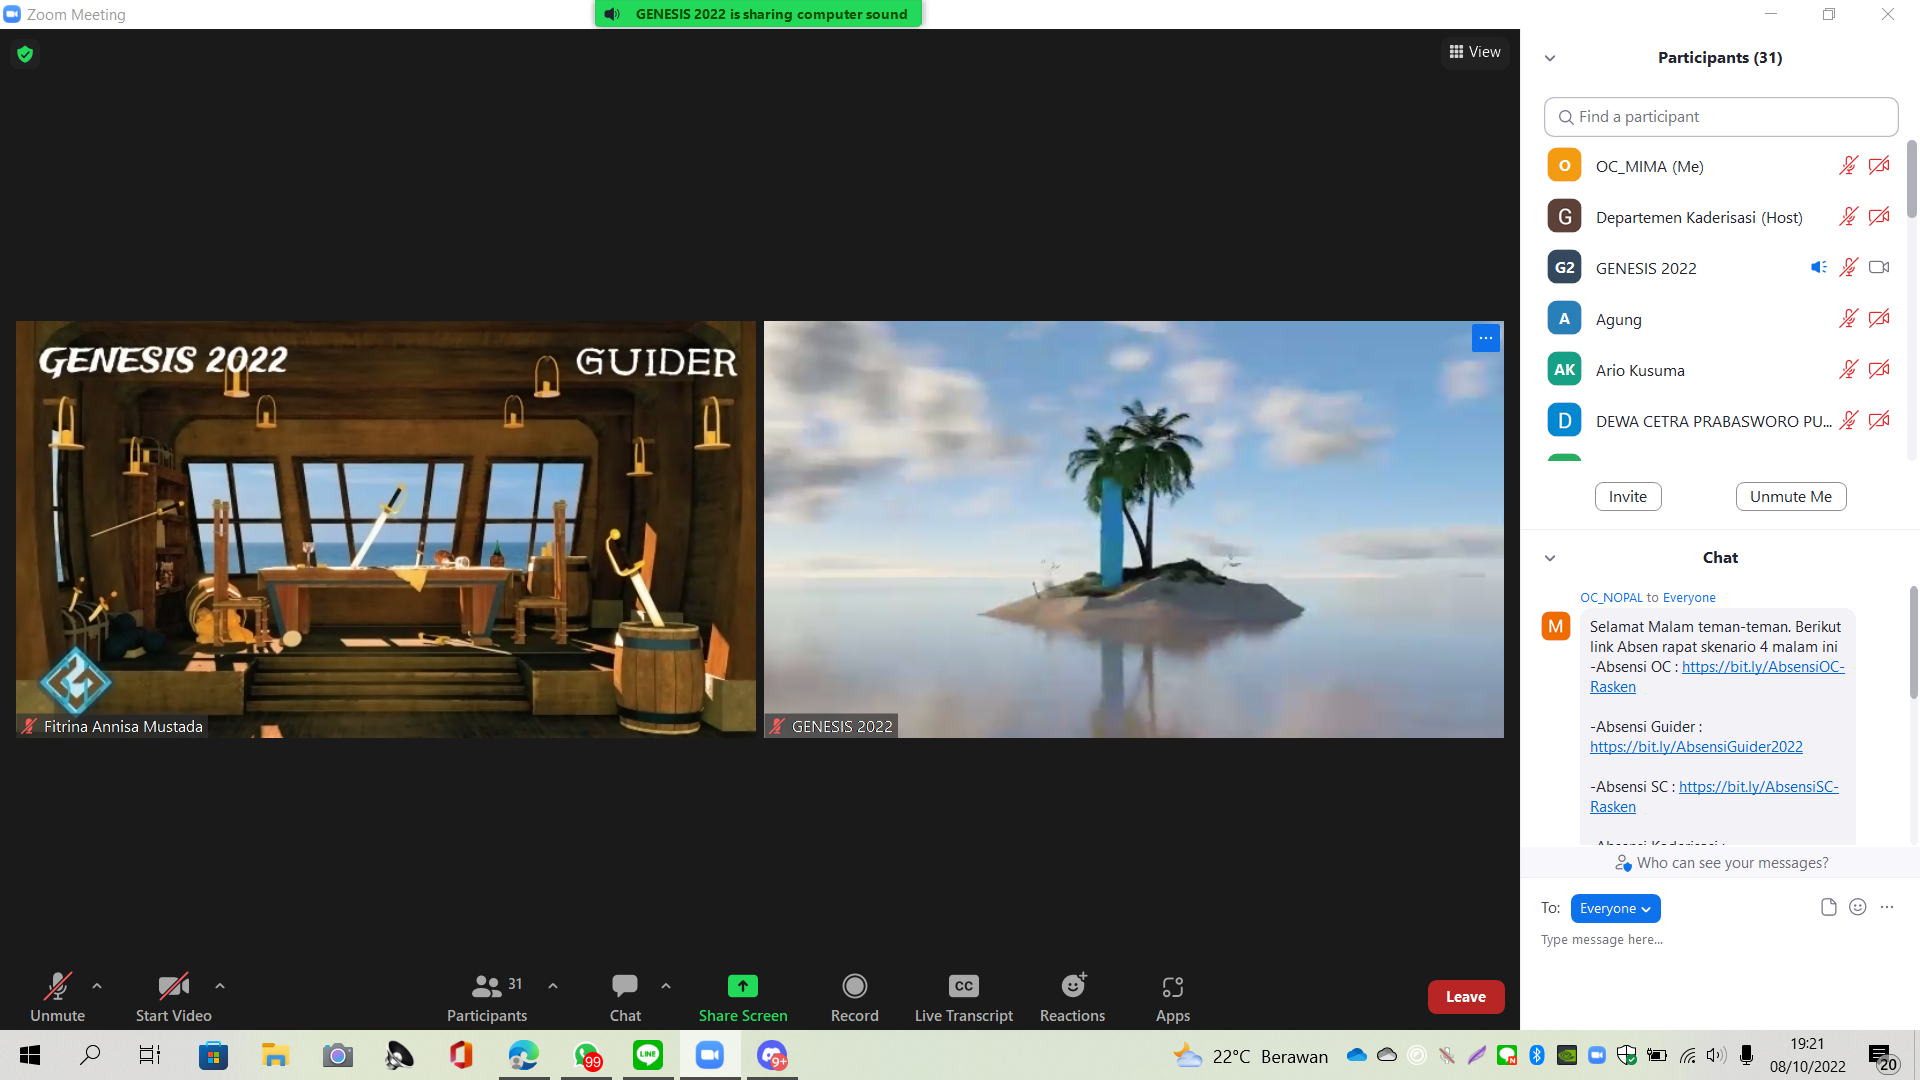 Zoom Meeting
GENESIS 2022 is sharing computer sound
View
GENESIS 2022
GUIDER
Fitrina Annisa Mustada
GENESIS 2022
Participants (31)
Find a participant
O
OC_MIMA (Me)
G
Departemen Kaderisasi (Host)
G2
GENESIS 2022
A
Agung
AK
Ario Kusuma
D
DEWA CETRA PRABASWORO PU...
Invite
Unmute Me
Chat
OC_NOPAL to Everyone
M
Selamat Malam teman-teman. Berikut
link Absen rapat skenario 4 malam ini
-Absensi OC : https://bit.ly/AbsensiOC-
Rasken
-Absensi Guider :
https://bit.ly/AbsensiGuider2022
-Absensi SC : https://bit.ly/AbsensiSC-
Rasken
Who can see your messages?
To: Everyone
Type message here...
Unmute
Start Video
31
Participants
Chat
Share Screen
Record
CC
Live Transcript
Reactions
Apps
Leave
99
LINE
9+
22°C Berawan
19:21
08/10/2022
20